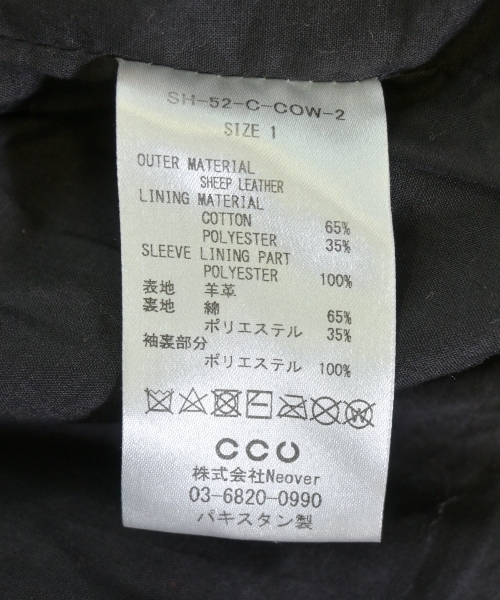 SH-52-C-COW-2
SIZE 1
OUTER MATERIAL
SHEEP LEATHER
LINING MATERIAL
COTTON 65%
POLYESTER 35%
SLEEVE LINING PART
POLYESTER 100%
表地 羊革
裏地 綿 65%
ポリエステル 35%
袖裏部分
ポリエステル 100%
W
CCU
株式会社Neover
03-6820-0990
パキスタン製